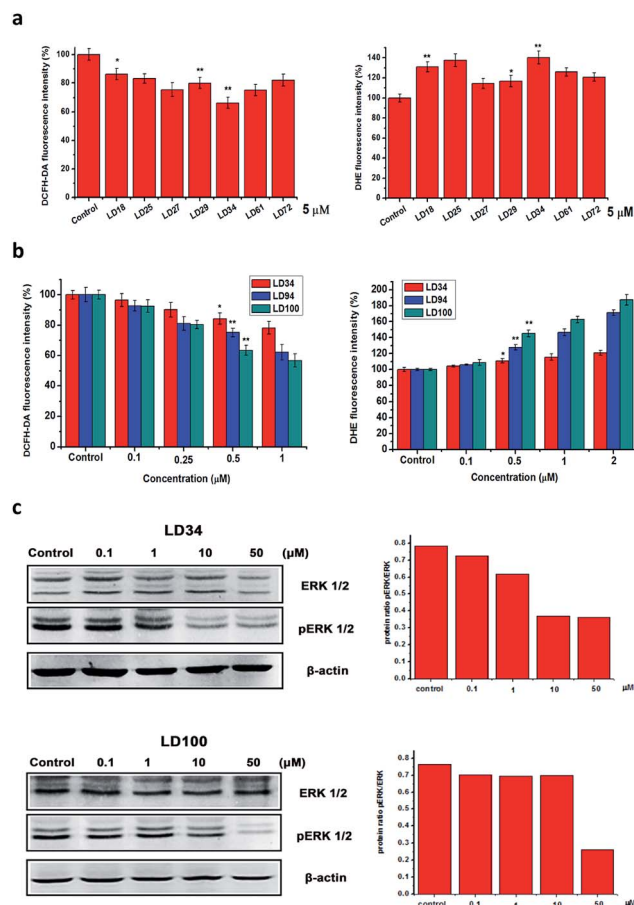 a
DCFH-DA fluorescence intensity (%)
100
80
60
40
20
0
*
**
**
Control
LD18
LD25
LD27
LD29
LD34
LD61
LD72
5 μM
DHE fluorescence intensity (%)
140
120
100
80
60
40
20
0
**
*
**
Control
LD18
LD25
LD27
LD29
LD34
LD61
LD72
5 μM
b
DCFH-DA fluorescence intensity (%)
100
80
60
40
20
0
LD34
LD94
LD100
*
**
**
Control
0.1
0.25
0.5
1
Concentration (μM)
DHE fluorescence intensity (%)
200
180
160
140
120
100
80
60
40
20
0
LD34
LD94
LD100
*
**
**
Control
0.1
0.5
1
2
Concentration (μM)
c
LD34
Control 0.1 1 10 50 (μM)
ERK 1/2
pERK 1/2
β-actin
protein ratio pERK/ERK
0.8
0.7
0.6
0.5
0.4
0.3
0.2
0.1
0.0
control 0.1 1 10 50 μM
LD100
Control 0.1 1 10 50 (μM)
ERK 1/2
pERK 1/2
β-actin
protein ratio pERK/ERK
0.9
0.8
0.7
0.6
0.5
0.4
0.3
0.2
0.1
0.0
control 0.1 1 10 50 μM